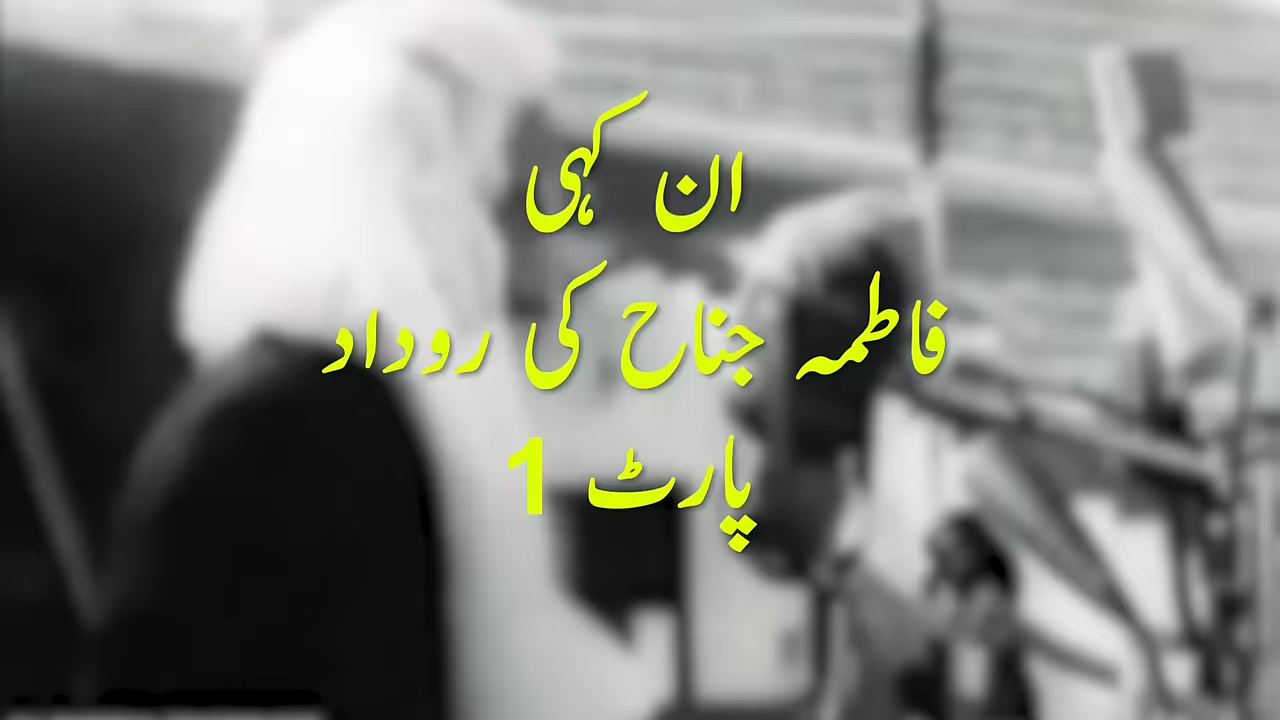 ان کہی
فاطمہ جناح کی روداد
پارٹ 1